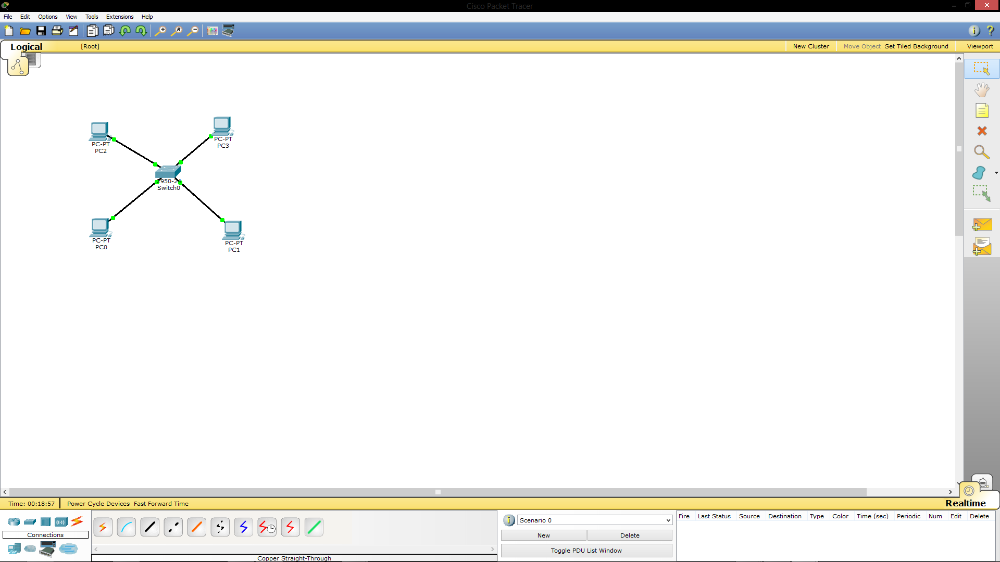 Cisco Packet Tracer
File Edit Options View Tools Extensions Help
Logical [Root] New Cluster Move Object Set Tiled Background Viewport
PC-PT
PC2
PC-PT
PC3
2950-24
Switch0
PC-PT
PC0
PC-PT
PC1
Time: 00:18:57 Power Cycle Devices Fast Forward Time Realtime
Connections
Copper Straight-Through
Scenario 0
New Delete
Toggle PDU List Window
Fire Last Status Source Destination Type Color Time (sec) Periodic Num Edit Delete